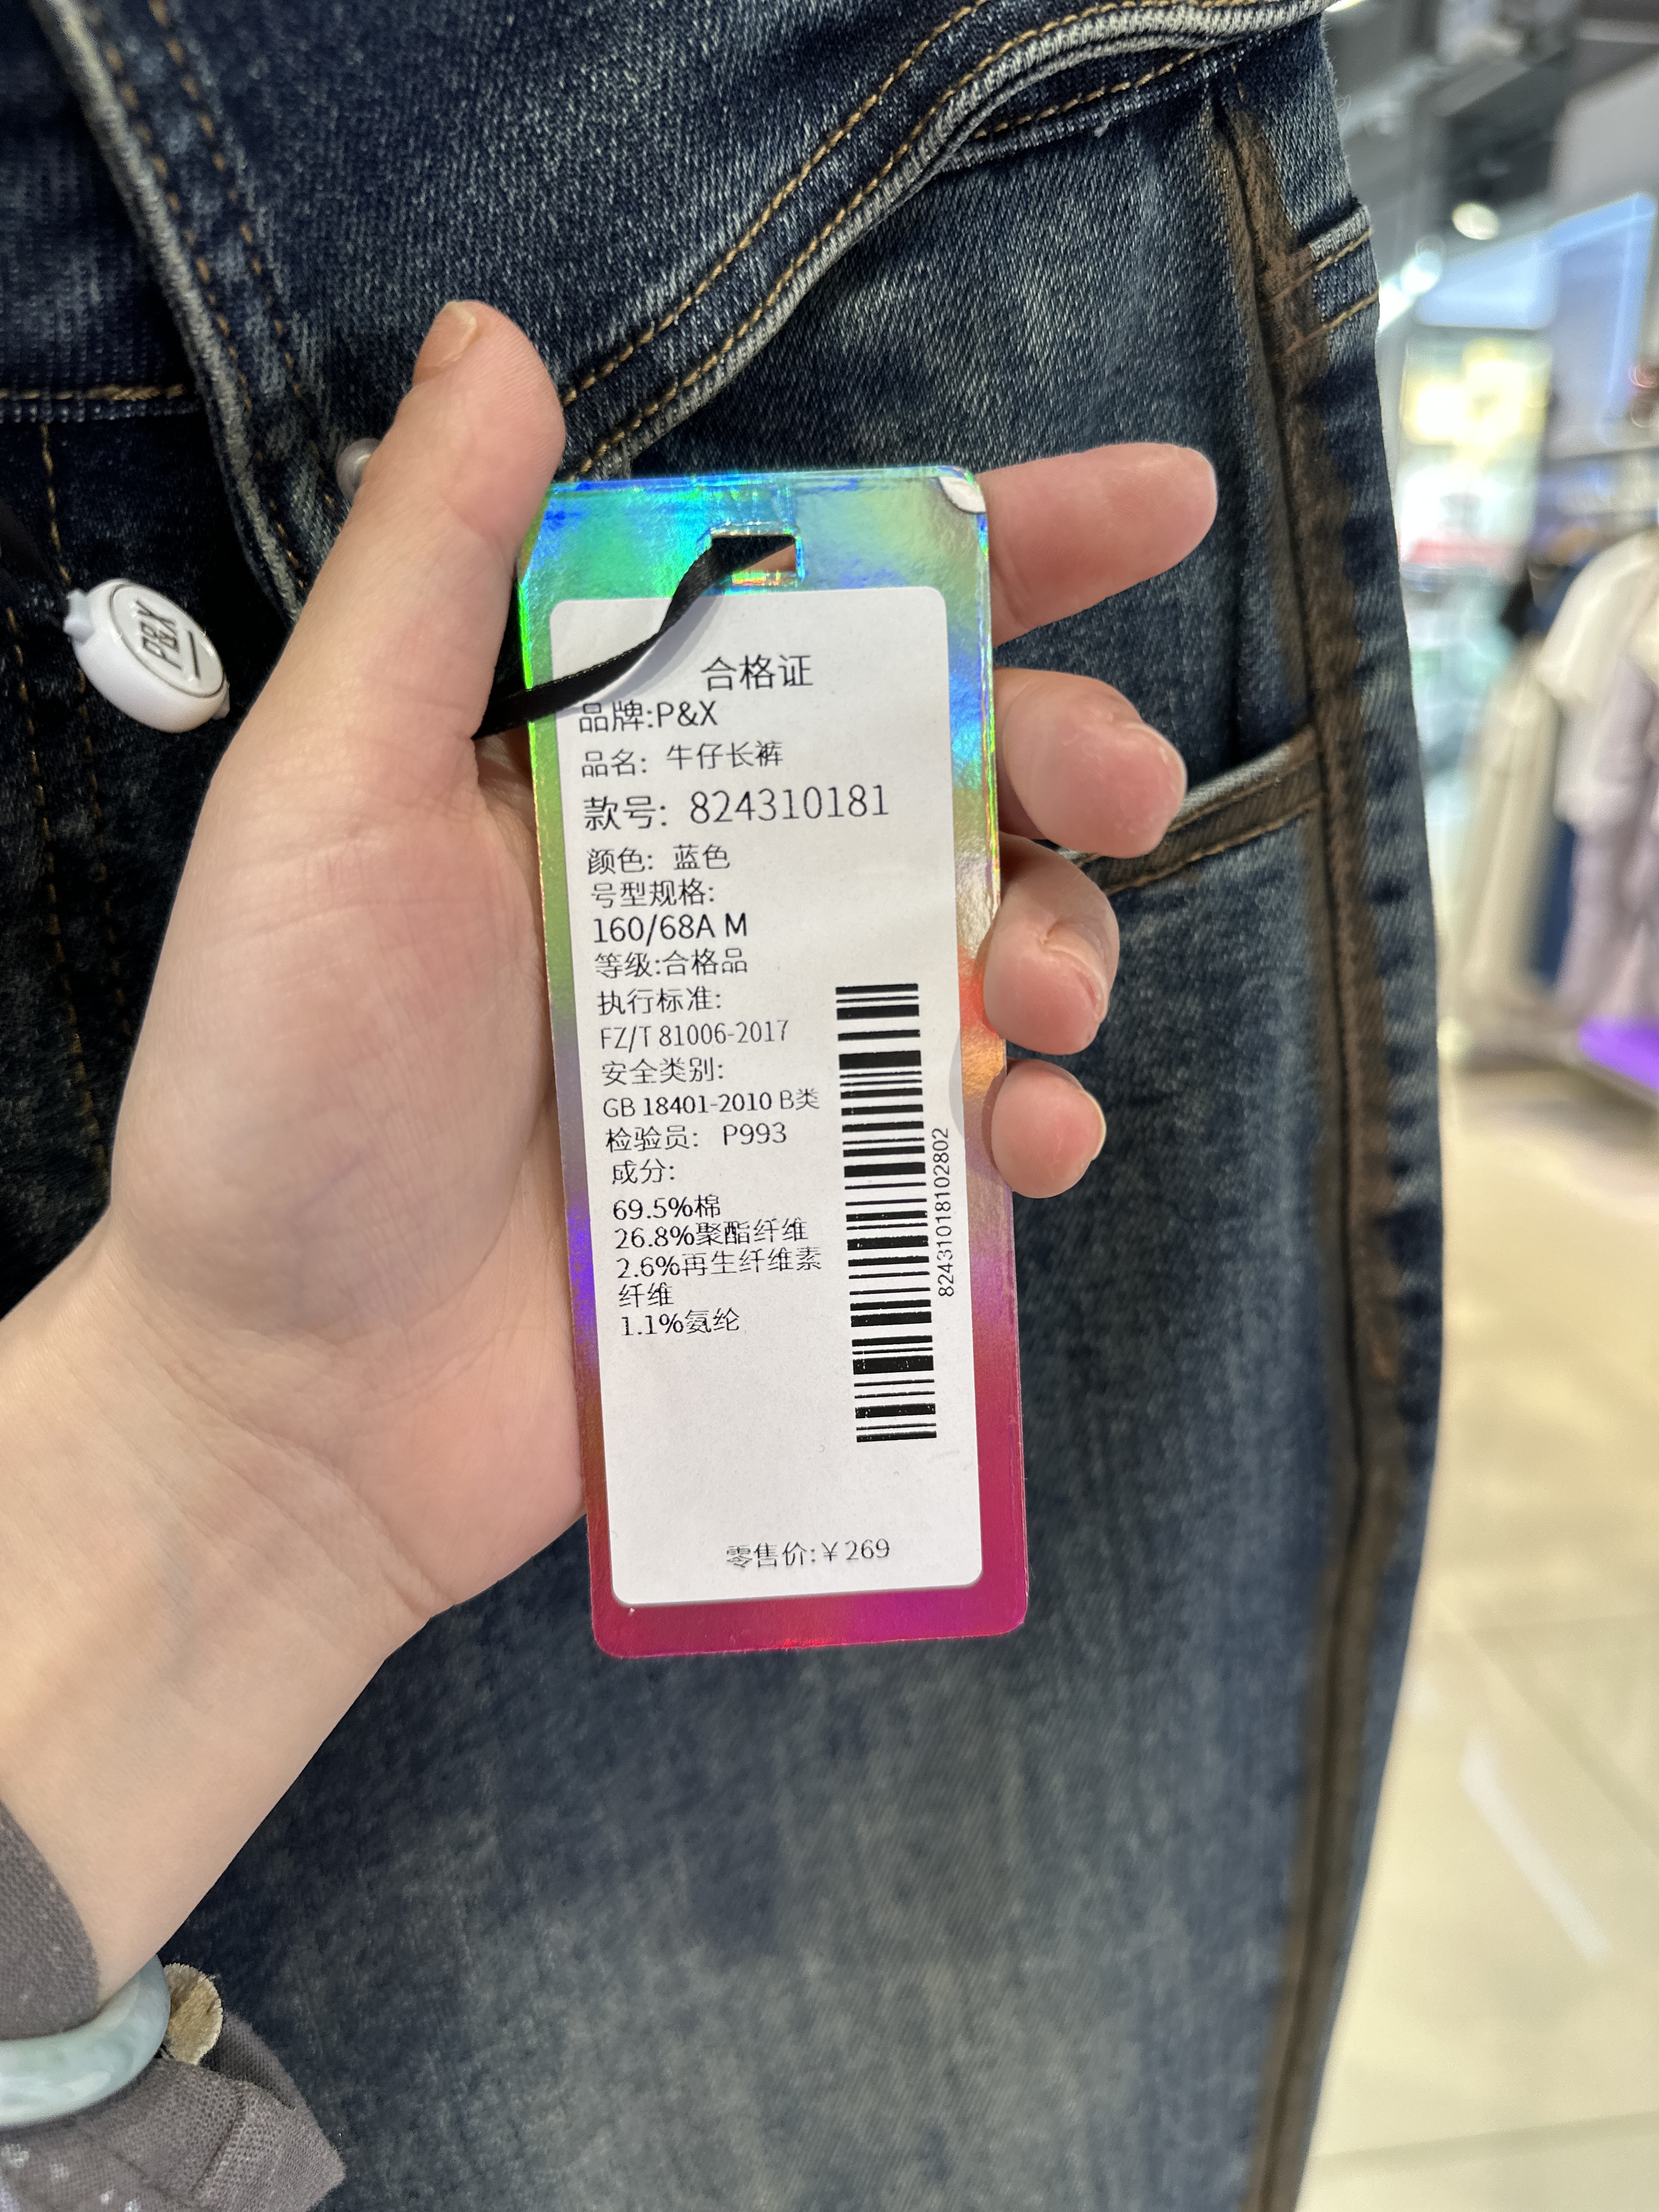 P&X
合格证
品牌:P&X
品名: 牛仔长裤
款号: 824310181
颜色: 蓝色
号型规格:
160/68A M
等级:合格品
执行标准:
FZ/T 81006-2017
安全类别:
GB 18401-2010 B类
检验员: P993
成分:
69.5%棉
26.8%聚酯纤维
2.6%再生纤维素
纤维
1.1%氨纶
82431018102802
零售价:¥269